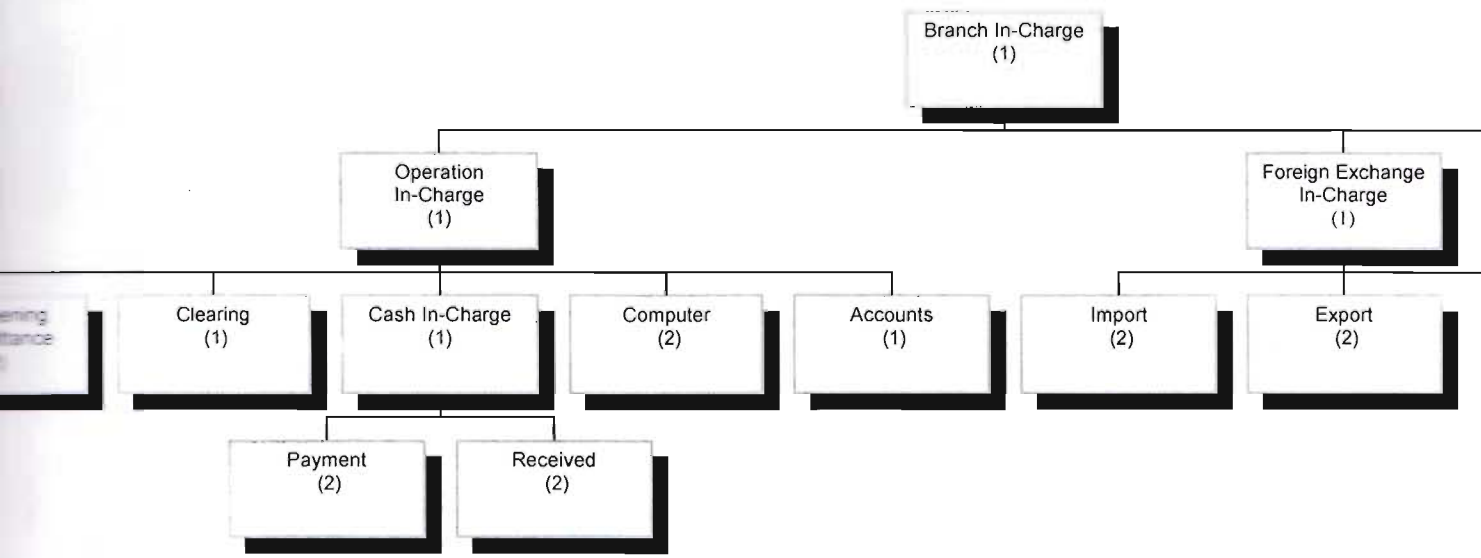 Branch In-Charge
(1)
Operation
In-Charge
(1)
Foreign Exchange
In-Charge
(1)
Clearing
(1)
Cash In-Charge
(1)
Computer
(2)
Accounts
(1)
Import
(2)
Export
(2)
Payment
(2)
Received
(2)